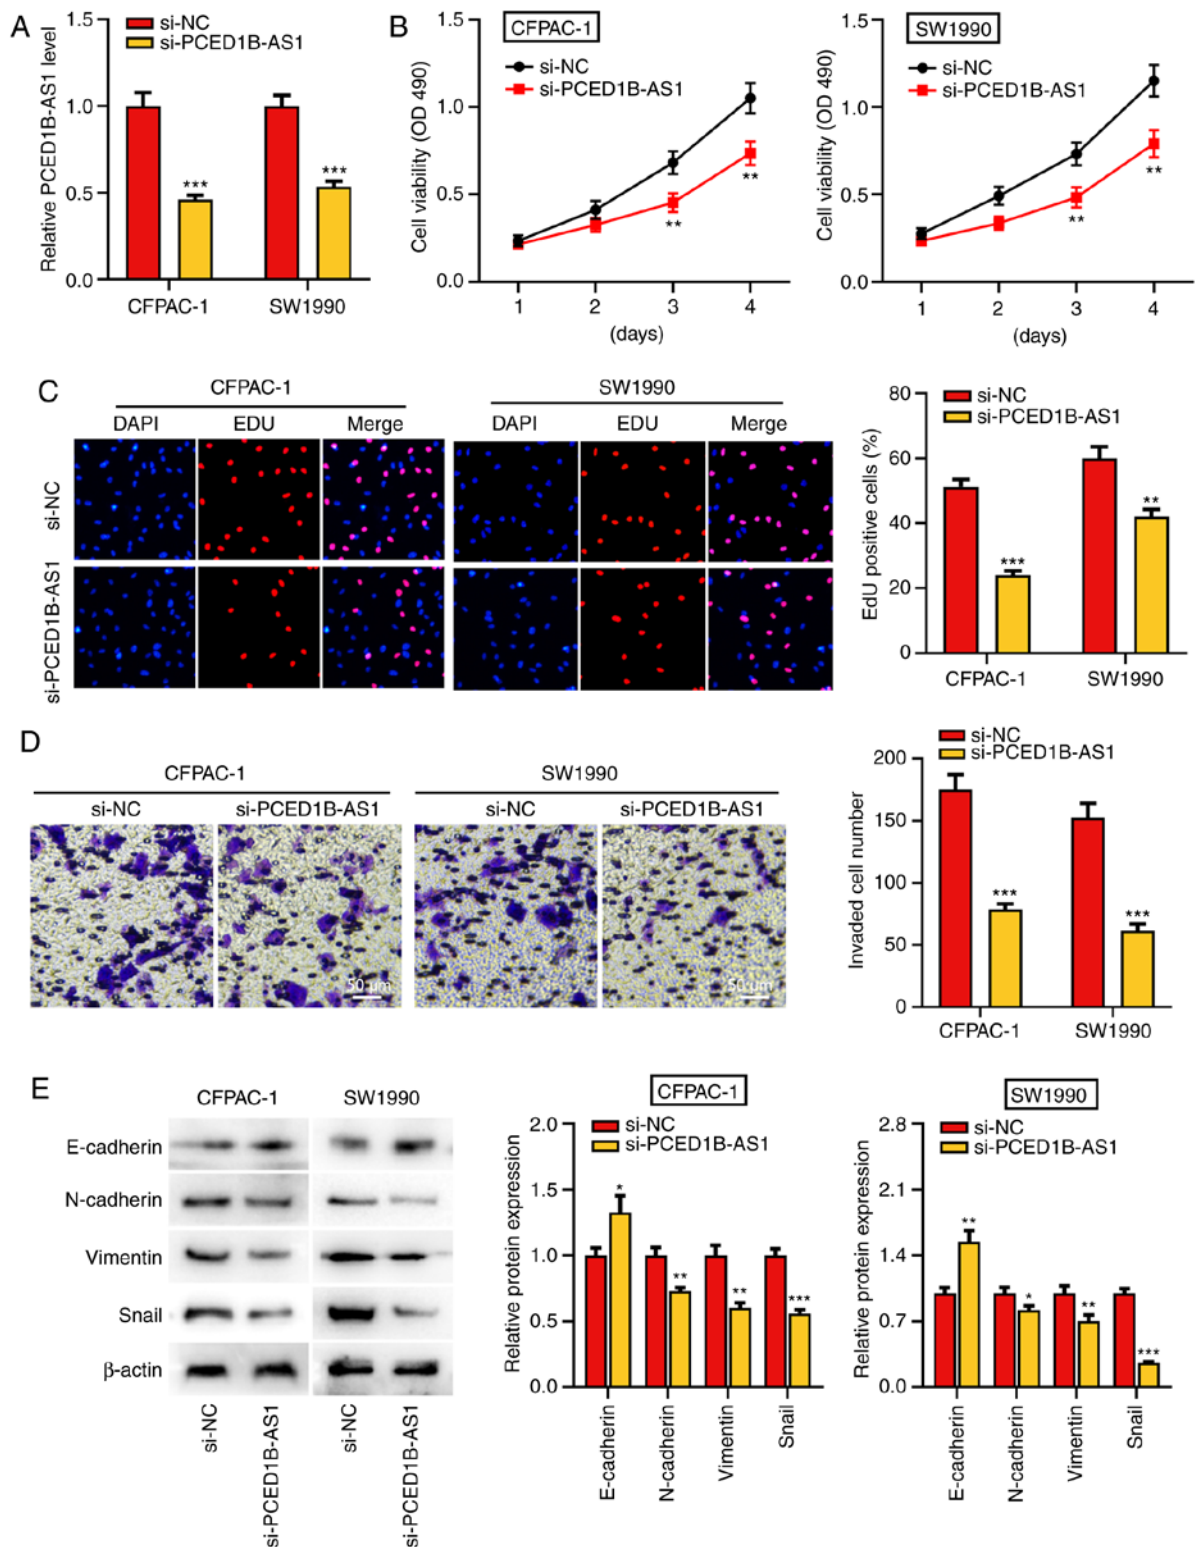 A
si-NC
si-PCED1B-AS1
Relative PCED1B-AS1 level
1.5
1.0
0.5
0.0
***
***
CFPAC-1
SW1990
B
CFPAC-1
si-NC
si-PCED1B-AS1
Cell viability (OD 490)
1.5
1.0
0.5
0.0
**
**
1 2 3 4
(days)
SW1990
si-NC
si-PCED1B-AS1
Cell viability (OD 490)
1.5
1.0
0.5
0.0
**
**
1 2 3 4
(days)
C
CFPAC-1
SW1990
DAPI EDU Merge
DAPI EDU Merge
si-NC
si-PCED1B-AS1
si-NC
si-PCED1B-AS1
EdU positive cells (%)
80
60
40
20
0
***
**
CFPAC-1
SW1990
D
CFPAC-1
SW1990
si-NC si-PCED1B-AS1
si-NC si-PCED1B-AS1
50 μm
50 μm
si-NC
si-PCED1B-AS1
Invaded cell number
200
150
100
50
0
***
***
CFPAC-1
SW1990
E
CFPAC-1 SW1990
E-cadherin
N-cadherin
Vimentin
Snail
β-actin
si-NC
si-PCED1B-AS1
si-NC
si-PCED1B-AS1
CFPAC-1
si-NC
si-PCED1B-AS1
Relative protein expression
2.0
1.5
1.0
0.5
0.0
*
**
**
***
E-cadherin
N-cadherin
Vimentin
Snail
SW1990
si-NC
si-PCED1B-AS1
Relative protein expression
2.8
2.1
1.4
0.7
0.0
**
*
**
***
E-cadherin
N-cadherin
Vimentin
Snail